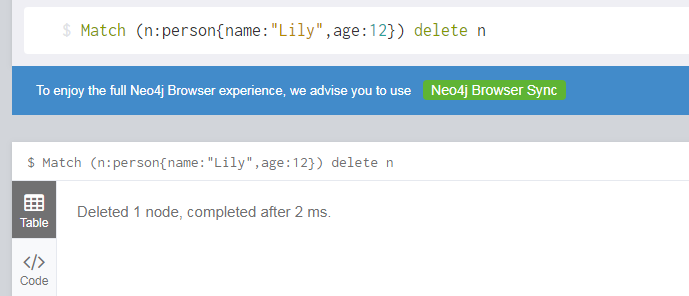 $ Match (n:person{name:"Lily",age:12}) delete n
To enjoy the full Neo4j Browser experience, we advise you to use Neo4j Browser Sync
$ Match (n:person{name:"Lily",age:12}) delete n
Table
Deleted 1 node, completed after 2 ms.
</>
Code